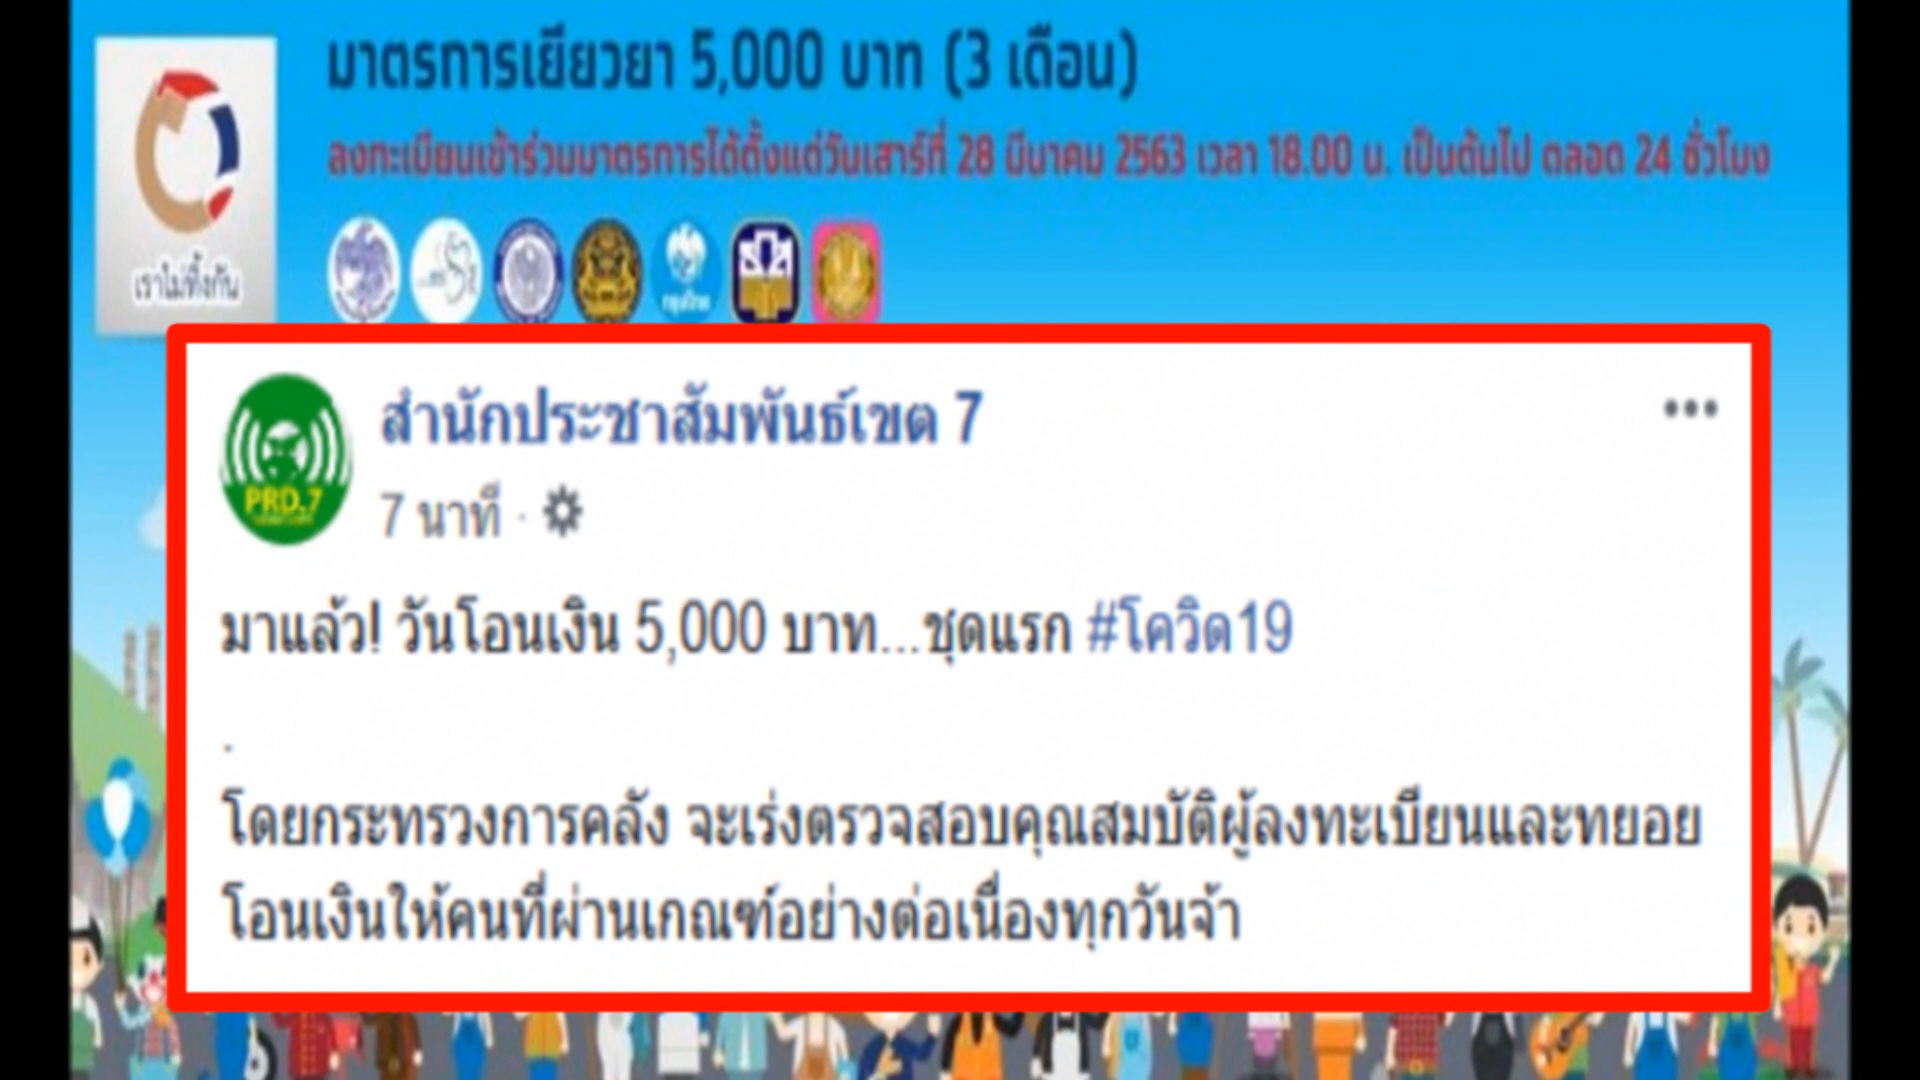 มาตรการเยียวยา 5,000 บาท (3 เดือน)
ลงทะเบียนเข้าร่วมมาตรการได้ตั้งแต่วันเสาร์ที่ 28 มีนาคม 2563 เวลา 18.00 น. เป็นต้นไป ตลอด 24 ชั่วโมง
เราไม่ทิ้งกัน
กรุงไทย
สำนักประชาสัมพันธ์เขต 7
PRD.7
7 นาที ·
มาแล้ว! วันโอนเงิน 5,000 บาท...ชุดแรก #โควิด19
.
โดยกระทรวงการคลัง จะเร่งตรวจสอบคุณสมบัติผู้ลงทะเบียนและทยอย
โอนเงินให้คนที่ผ่านเกณฑ์อย่างต่อเนื่องทุกวันจ้า